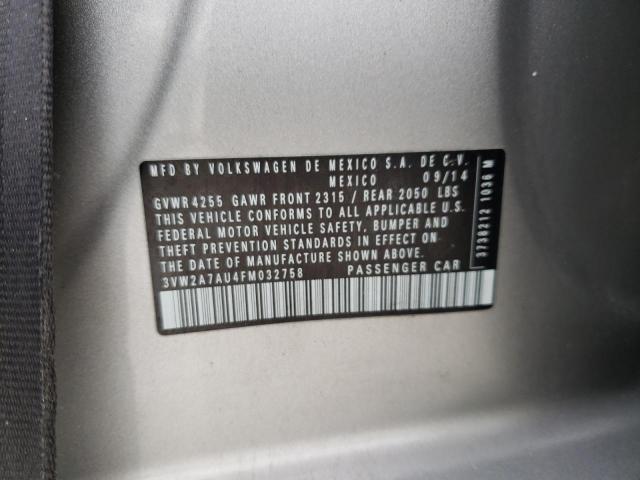 MFD BY VOLKSWAGEN DE MEXICO S.A. DE C.V.
MEXICO 09/14
GVWR 4255 GAWR FRONT 2315 / REAR 2050 LBS
THIS VEHICLE CONFORMS TO ALL APPLICABLE U.S.
FEDERAL MOTOR VEHICLE SAFETY, BUMPER AND
THEFT PREVENTION STANDARDS IN EFFECT ON
THE DATE OF MANUFACTURE SHOWN ABOVE.
3VW2A7AU4FM032758 PASSENGER CAR
3738212 1036 M